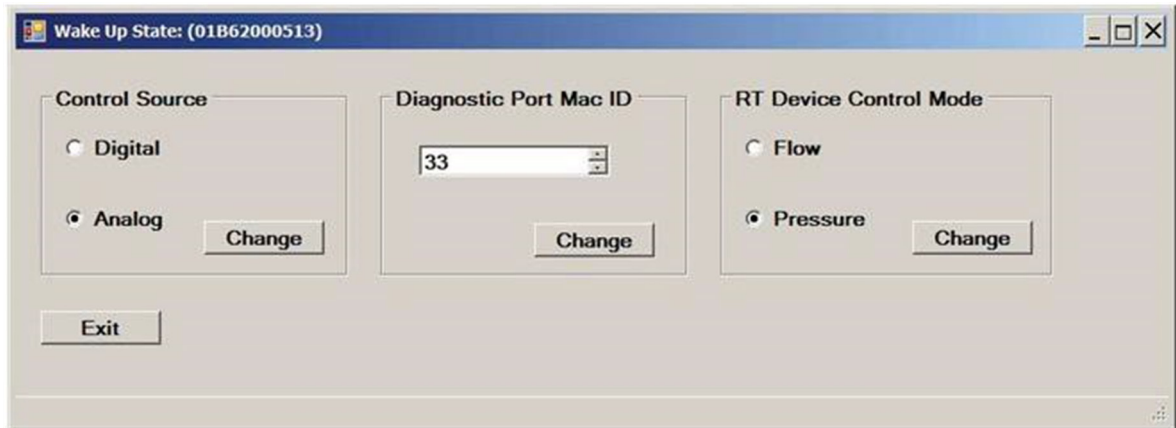 Wake Up State: (01B62000513)
Control Source
Digital
Analog
Change
Diagnostic Port Mac ID
33
Change
RT Device Control Mode
Flow
Pressure
Change
Exit